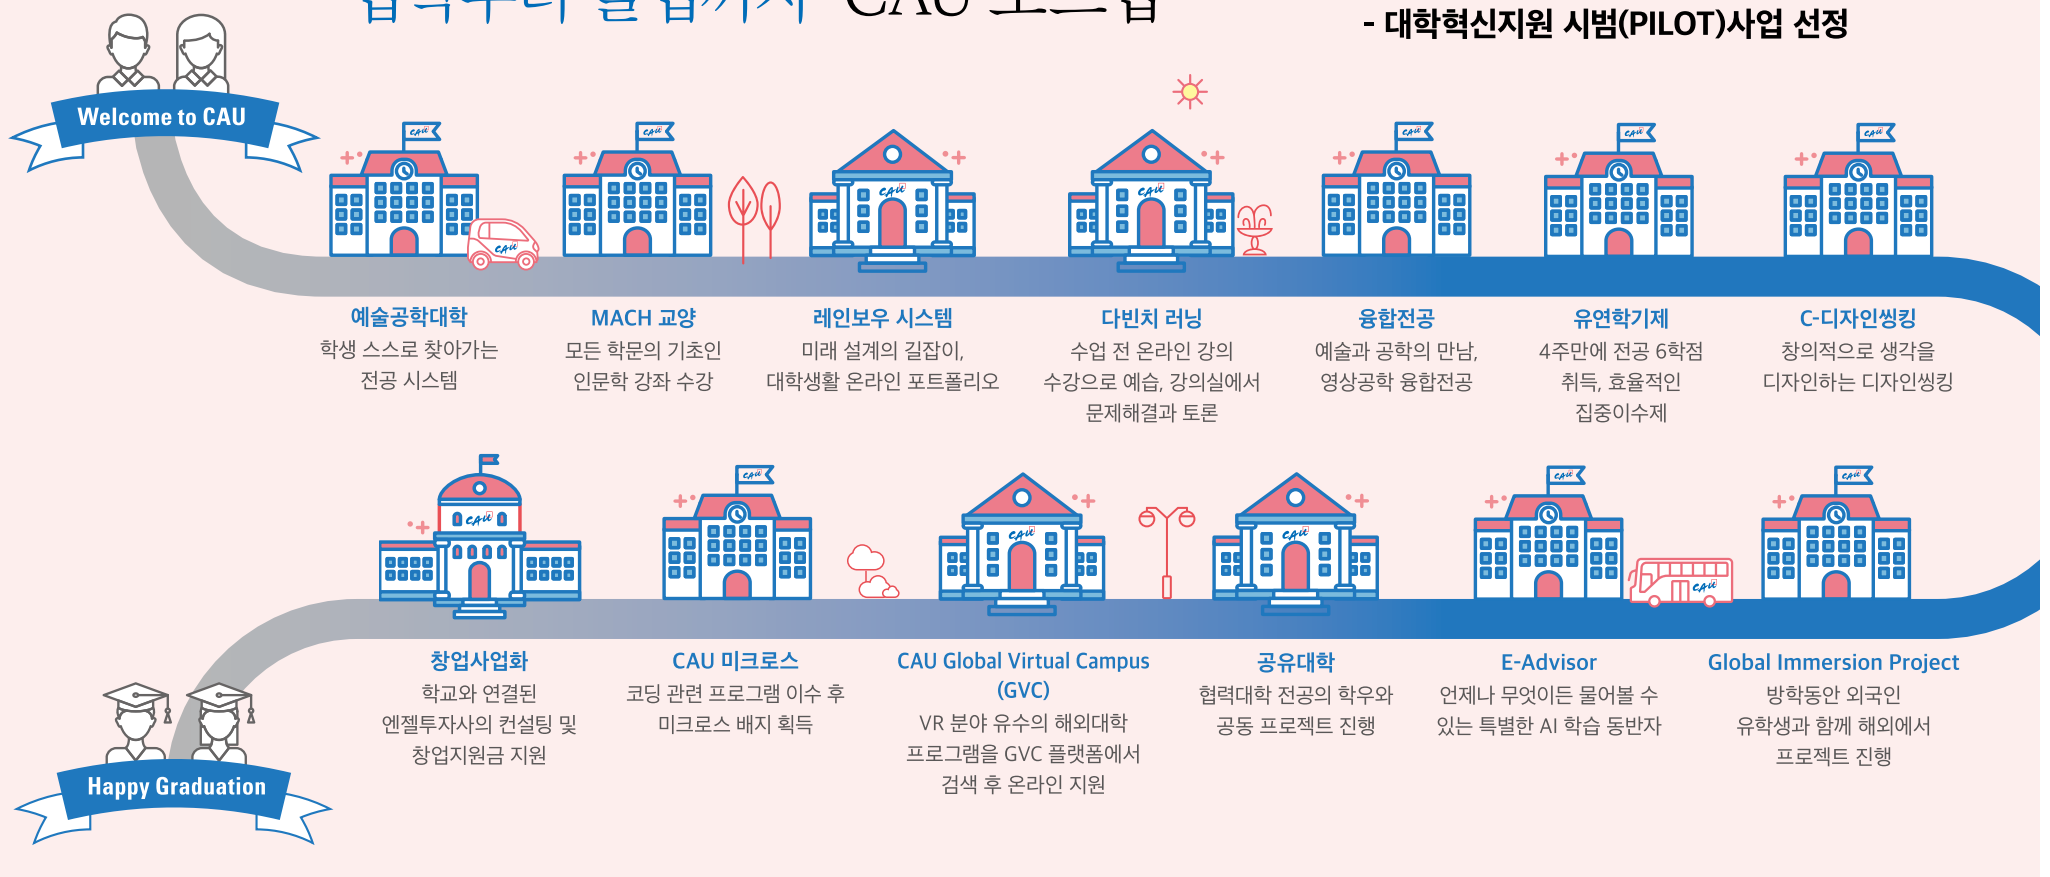 CAU 로드맵
- 대학혁신지원 시범(PILOT)사업 선정
Welcome to CAU
예술공학대학
학생 스스로 찾아가는
전공 시스템
MACH 교양
모든 학문의 기초인
인문학 강좌 수강
레인보우 시스템
미래 설계의 길잡이,
대학생활 온라인 포트폴리오
다빈치 러닝
수업 전 온라인 강의
수강으로 예습, 강의실에서
문제해결과 토론
융합전공
예술과 공학의 만남,
영상공학 융합전공
유연학기제
4주만에 전공 6학점
취득, 효율적인
집중이수제
C-디자인씽킹
창의적으로 생각을
디자인하는 디자인씽킹
창업사업화
학교와 연결된
엔젤투자사의 컨설팅 및
창업지원금 지원
CAU 미크로스
코딩 관련 프로그램 이수 후
미크로스 배지 획득
CAU Global Virtual Campus
(GVC)
VR 분야 유수의 해외대학
프로그램을 GVC 플랫폼에서
검색 후 온라인 지원
공유대학
협력대학 전공의 학우와
공동 프로젝트 진행
E-Advisor
언제나 무엇이든 물어볼 수
있는 특별한 AI 학습 동반자
Global Immersion Project
방학동안 외국인
유학생과 함께 해외에서
프로젝트 진행
Happy Graduation